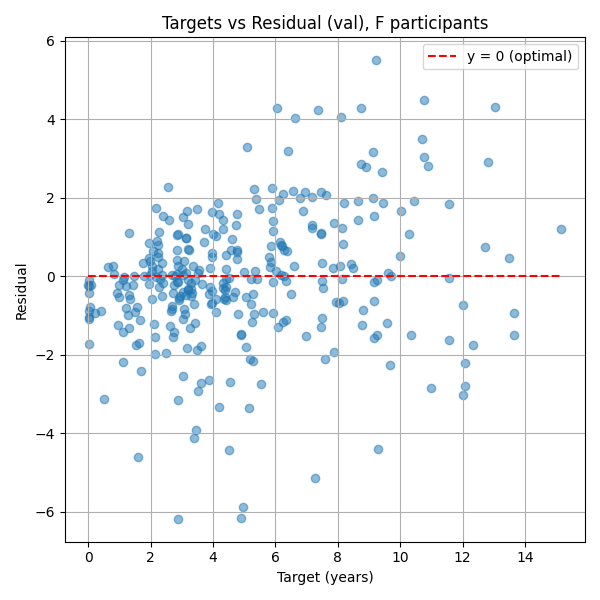 Targets vs Residual (val), F participants
y = 0 (optimal)
Residual
6
4
2
0
−2
−4
−6
0 2 4 6 8 10 12 14
Target (years)